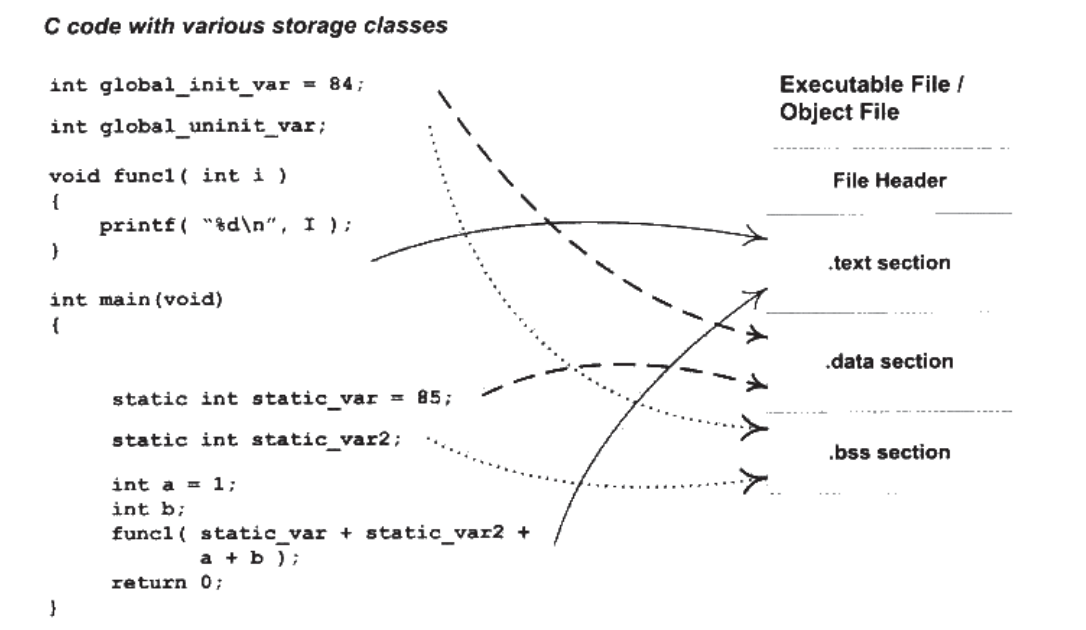 C code with various storage classes
int global_init_var = 84;
int global_uninit_var;
void func1( int i )
{
printf( "%d\n", I );
}
int main(void)
{
static int static_var = 85;
static int static_var2;
int a = 1;
int b;
func1( static_var + static_var2 +
a + b );
return 0;
}
Executable File /
Object File
File Header
.text section
.data section
.bss section